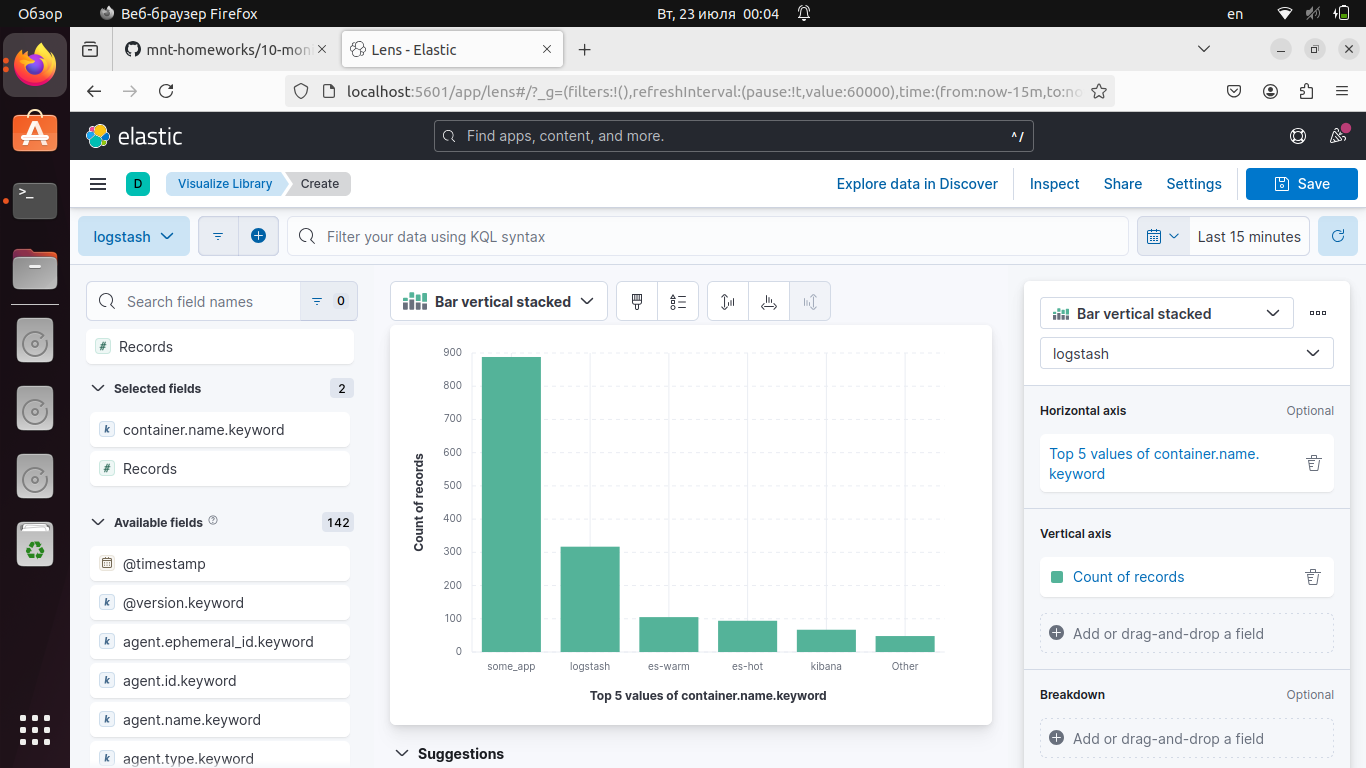 Обзор
Веб-браузер Firefox
Вт, 23 июля 00:04
en
mnt-homeworks/10-mon
Lens - Elastic
localhost:5601/app/lens#/?_g=(filters:!(),refreshInterval:(pause:!t,value:60000),time:(from:now-15m,to:no
elastic
Find apps, content, and more.
^/
D
Visualize Library
Create
Explore data in Discover
Inspect
Share
Settings
Save
logstash
Filter your data using KQL syntax
Last 15 minutes
Search field names
0
# Records
Selected fields
2
k container.name.keyword
# Records
Available fields
142
@timestamp
k @version.keyword
k agent.ephemeral_id.keyword
k agent.id.keyword
k agent.name.keyword
k agent.type.keyword
Bar vertical stacked
Count of records
900
800
700
600
500
400
300
200
100
0
some_app
logstash
es-warm
es-hot
kibana
Other
Top 5 values of container.name.keyword
Suggestions
Bar vertical stacked
logstash
Horizontal axis
Optional
Top 5 values of container.name.
keyword
Vertical axis
Count of records
Add or drag-and-drop a field
Breakdown
Optional
Add or drag-and-drop a field